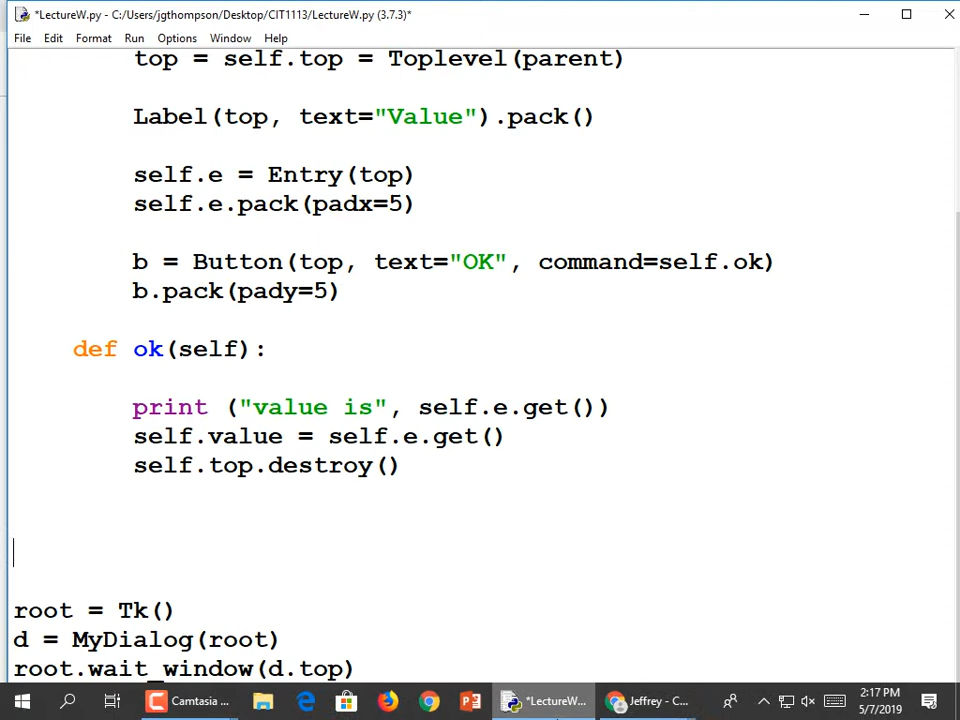 *LectureW.py - C:/Users/jgthompson/Desktop/CIT1113/LectureW.py (3.7.3)*
File Edit Format Run Options Window Help
top = self.top = Toplevel(parent)
Label(top, text="Value").pack()
self.e = Entry(top)
self.e.pack(padx=5)
b = Button(top, text="OK", command=self.ok)
b.pack(pady=5)
def ok(self):
print ("value is", self.e.get())
self.value = self.e.get()
self.top.destroy()
root = Tk()
d = MyDialog(root)
root.wait_window(d.top)
Camtasia ... *LectureW... Jeffrey - C... 2:17 PM
5/7/2019